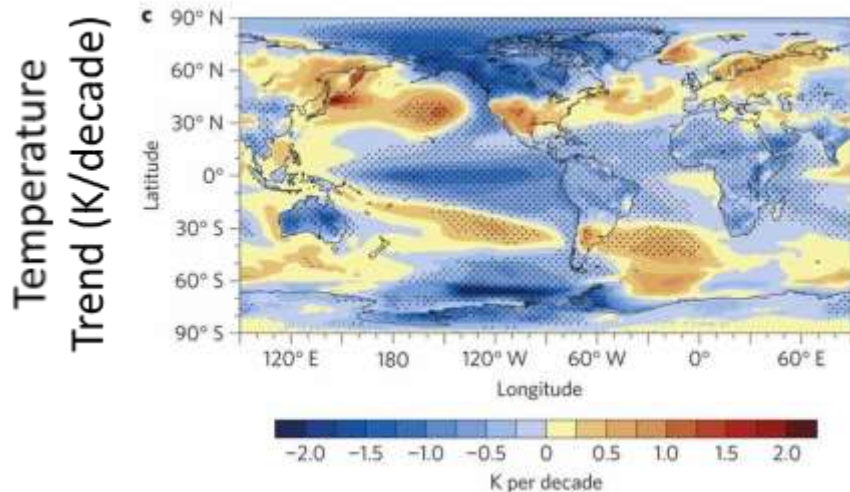 Temperature
Trend (K/decade)
c
Latitude
90° N
60° N
30° N
0°
30° S
60° S
90° S
120° E 180 120° W 60° W 0° 60° E
Longitude
−2.0 −1.5 −1.0 −0.5 0 0.5 1.0 1.5 2.0
K per decade